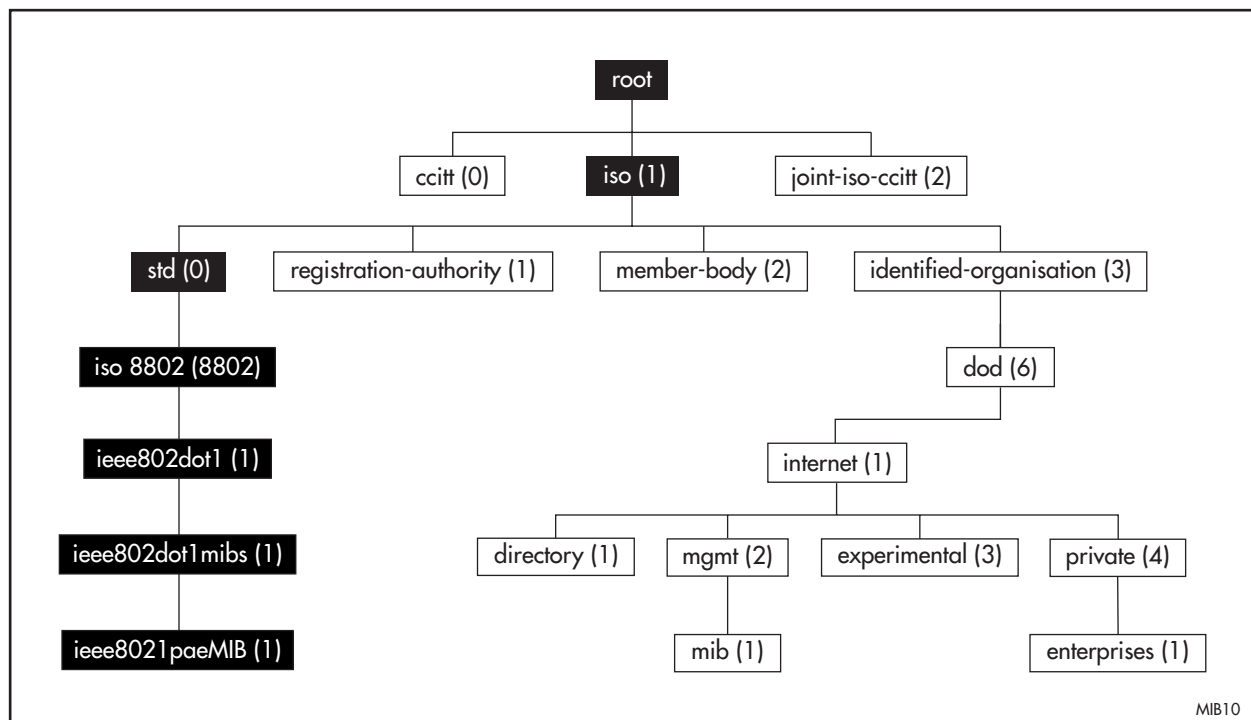 root
ccitt (0)
iso (1)
joint-iso-ccitt (2)
std (0)
registration-authority (1)
member-body (2)
identified-organisation (3)
iso 8802 (8802)
dod (6)
ieee802dot1 (1)
internet (1)
ieee802dot1mibs (1)
directory (1)
mgmt (2)
experimental (3)
private (4)
ieee8021paeMIB (1)
mib (1)
enterprises (1)
MIB10